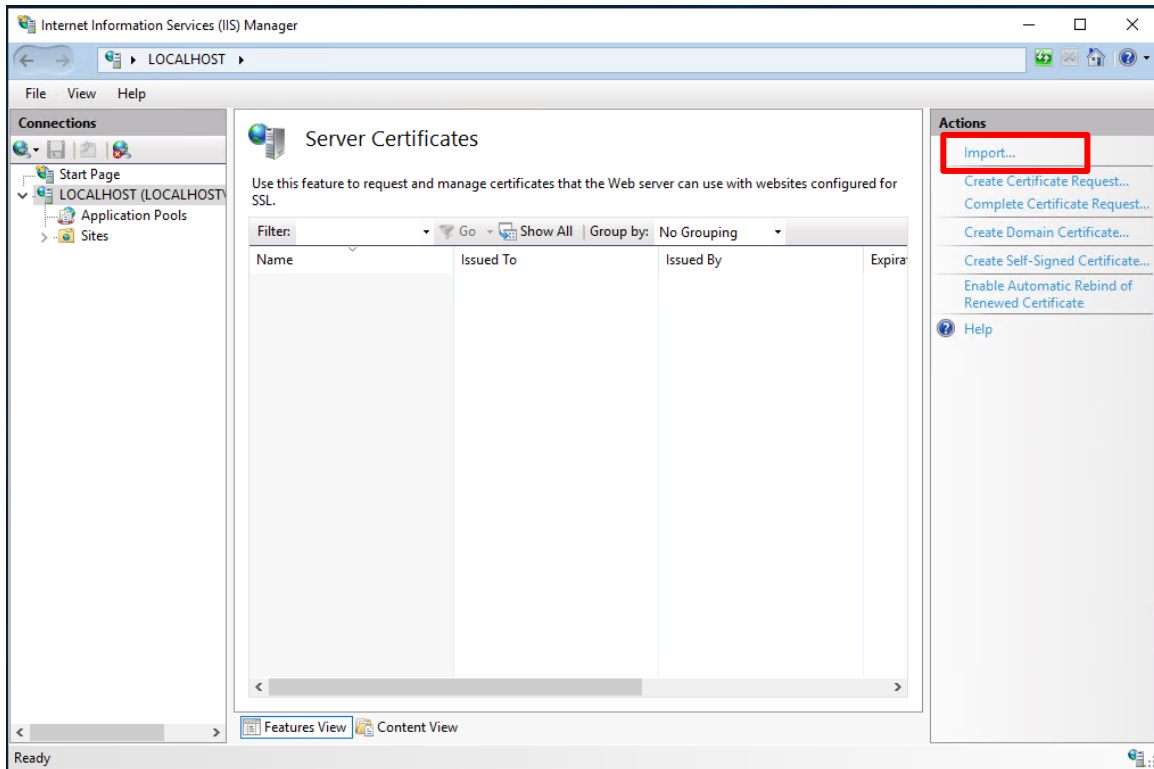 Internet Information Services (IIS) Manager
LOCALHOST
File View Help
Connections
Start Page
LOCALHOST (LOCALHOST\
Application Pools
Sites
Server Certificates
Use this feature to request and manage certificates that the Web server can use with websites configured for
SSL.
Filter: Go Show All Group by: No Grouping
Name Issued To Issued By Expira
Features View Content View
Actions
Import...
Create Certificate Request...
Complete Certificate Request...
Create Domain Certificate...
Create Self-Signed Certificate...
Enable Automatic Rebind of
Renewed Certificate
Help
Ready